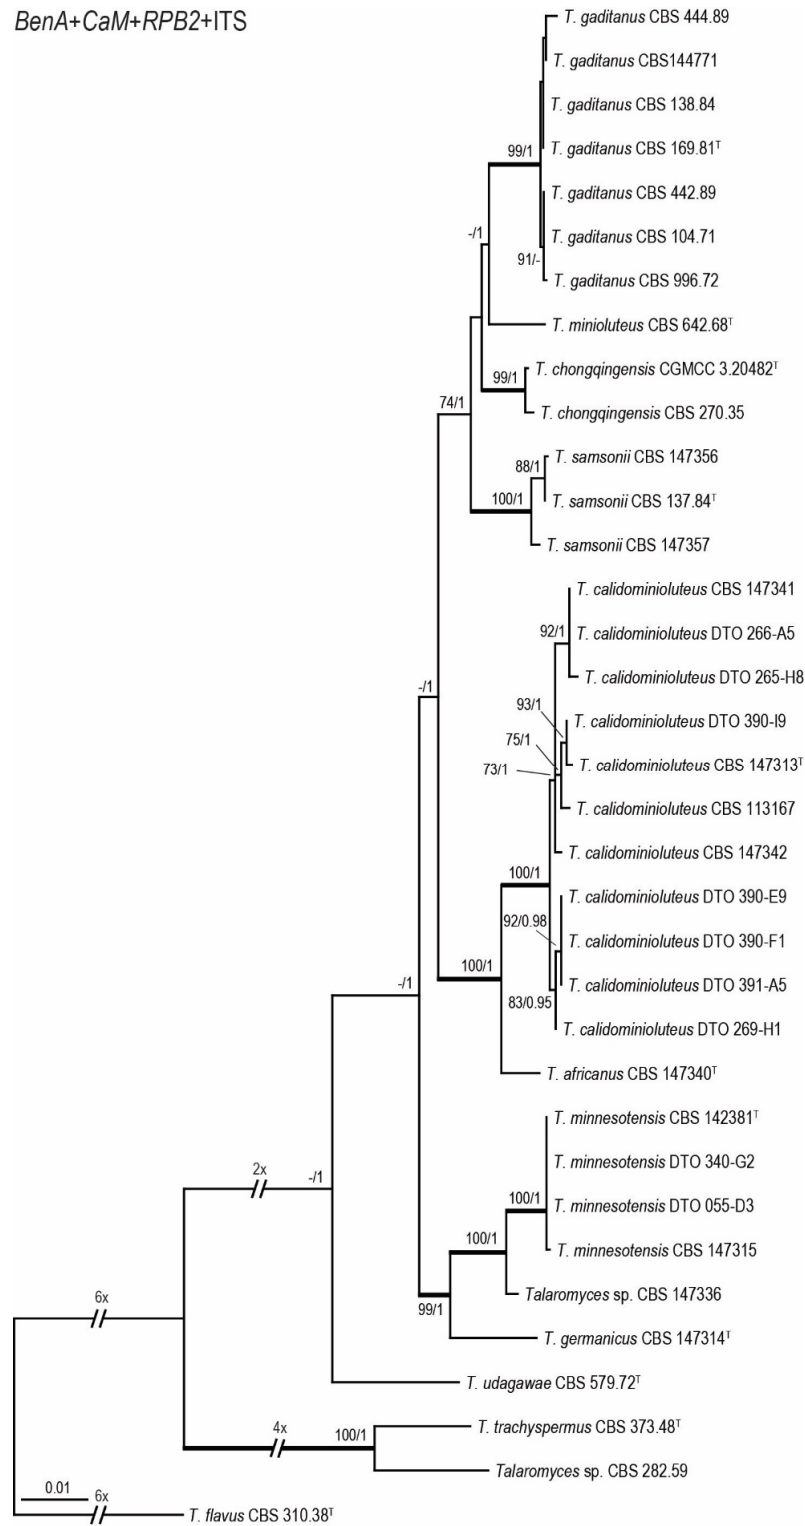 BenA+CaM+RPB2+ITS
T. gaditanus CBS 444.89
T. gaditanus CBS144771
T. gaditanus CBS 138.84
99/1
T. gaditanus CBS 169.81ᵀ
T. gaditanus CBS 442.89
-/1
T. gaditanus CBS 104.71
91/-
T. gaditanus CBS 996.72
T. minioluteus CBS 642.68ᵀ
T. chongqingensis CGMCC 3.20482ᵀ
99/1
74/1
T. chongqingensis CBS 270.35
T. samsonii CBS 147356
88/1
100/1
T. samsonii CBS 137.84ᵀ
T. samsonii CBS 147357
T. calidominioluteus CBS 147341
92/1
T. calidominioluteus DTO 266-A5
T. calidominioluteus DTO 265-H8
-/1
93/1
T. calidominioluteus DTO 390-I9
75/1
T. calidominioluteus CBS 147313ᵀ
73/1
T. calidominioluteus CBS 113167
T. calidominioluteus CBS 147342
100/1
T. calidominioluteus DTO 390-E9
92/0.98
T. calidominioluteus DTO 390-F1
100/1
-/1
T. calidominioluteus DTO 391-A5
83/0.95
T. calidominioluteus DTO 269-H1
T. africanus CBS 147340ᵀ
T. minnesotensis CBS 142381ᵀ
T. minnesotensis DTO 340-G2
2x
-/1
100/1
T. minnesotensis DTO 055-D3
100/1
T. minnesotensis CBS 147315
6x
Talaromyces sp. CBS 147336
99/1
T. germanicus CBS 147314ᵀ
T. udagawae CBS 579.72ᵀ
4x
100/1
T. trachyspermus CBS 373.48ᵀ
Talaromyces sp. CBS 282.59
0.01
6x
T. flavus CBS 310.38ᵀ